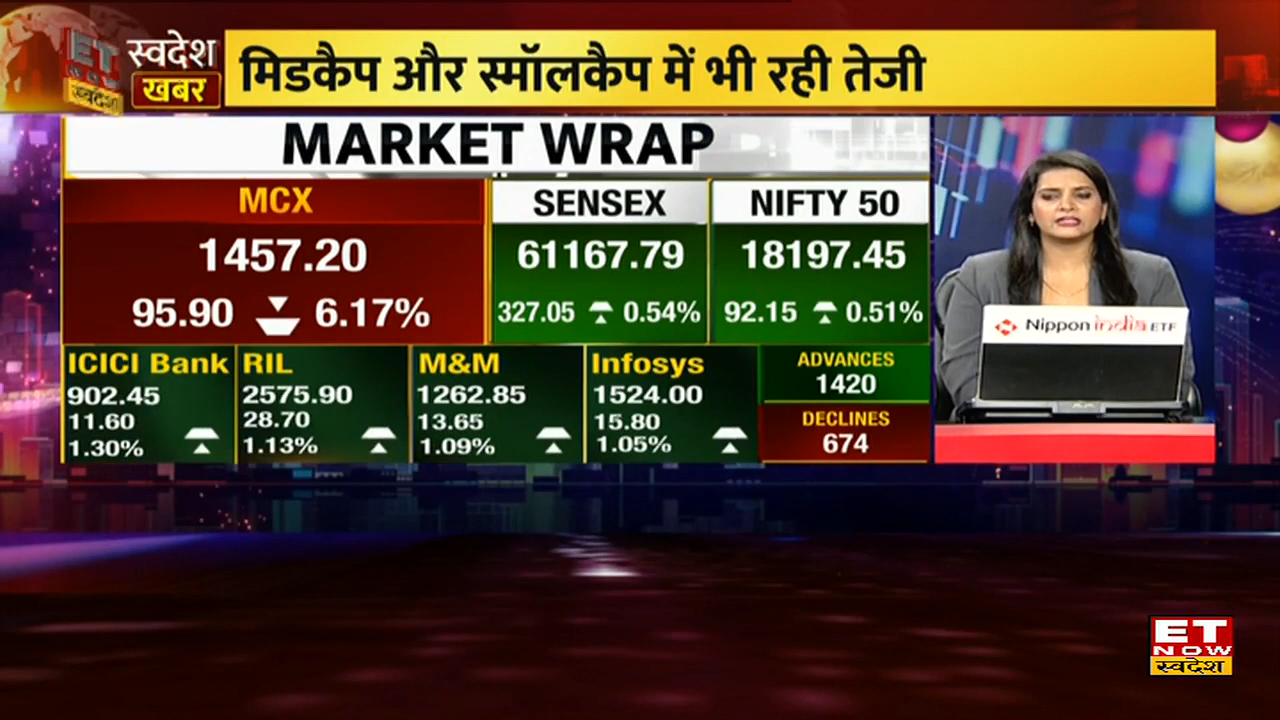 ET
NOW
स्वदेश
स्वदेश
खबर
मिडकैप और स्मॉलकैप में भी रही तेजी
MARKET WRAP
MCX
1457.20
95.90 6.17%
SENSEX
61167.79
327.05 0.54%
NIFTY 50
18197.45
92.15 0.51%
ICICI Bank
902.45
11.60
1.30%
RIL
2575.90
28.70
1.13%
M&M
1262.85
13.65
1.09%
Infosys
1524.00
15.80
1.05%
ADVANCES
1420
DECLINES
674
Nippon india ETF
ET
NOW
स्वदेश